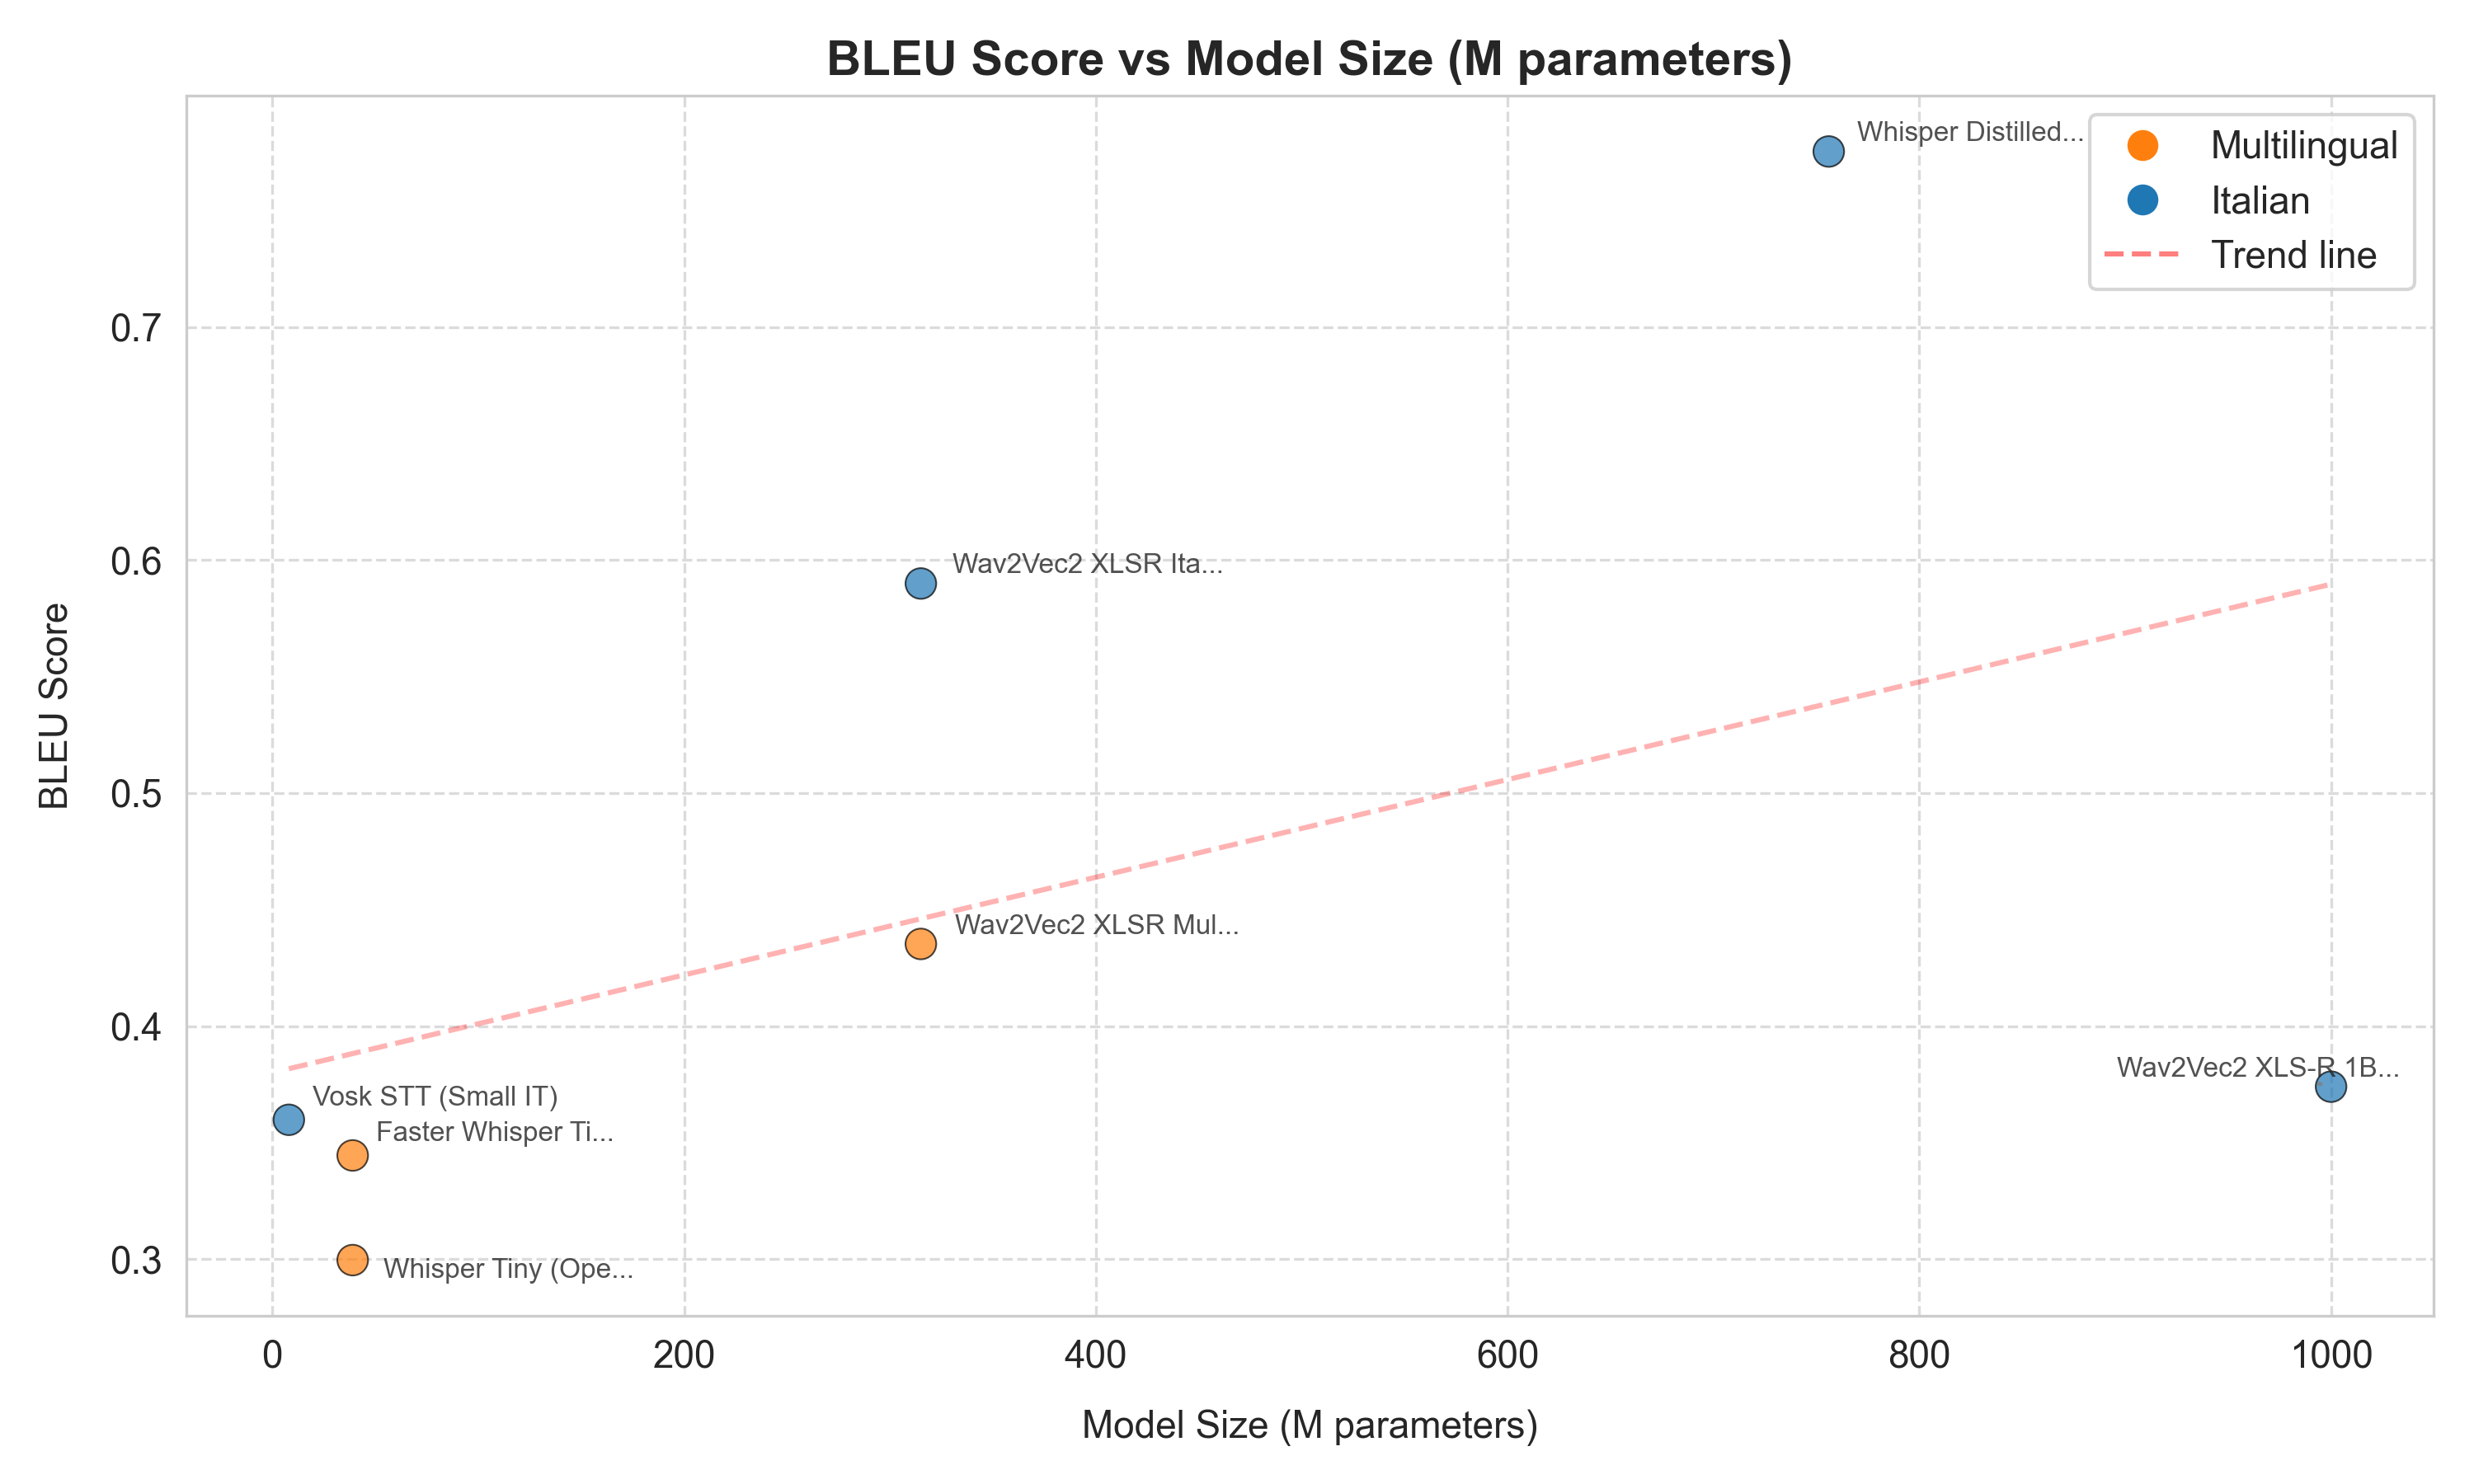 BLEU Score vs Model Size (M parameters)
Whisper Distilled...
Multilingual
Italian
Trend line
0.7
0.6
0.5
0.4
0.3
BLEU Score
Wav2Vec2 XLSR Ita...
Wav2Vec2 XLSR Mul...
Wav2Vec2 XLS-R 1B...
Vosk STT (Small IT)
Faster Whisper Ti...
Whisper Tiny (Ope...
0 200 400 600 800 1000
Model Size (M parameters)